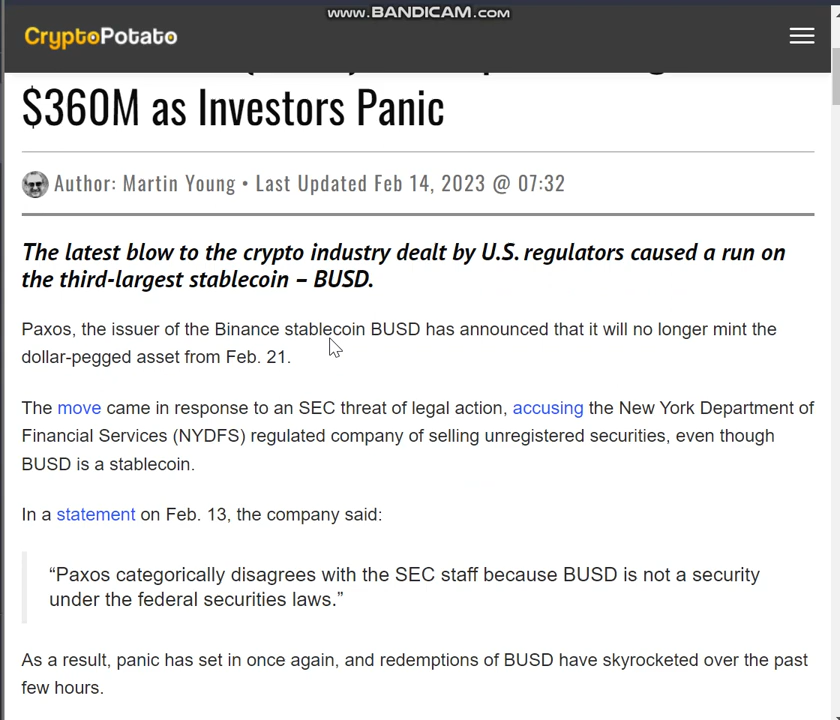 www.BANDICAM.com
CryptoPotato
$360M as Investors Panic
Author: Martin Young • Last Updated Feb 14, 2023 @ 07:32
The latest blow to the crypto industry dealt by U.S. regulators caused a run on
the third-largest stablecoin – BUSD.
Paxos, the issuer of the Binance stablecoin BUSD has announced that it will no longer mint the
dollar-pegged asset from Feb. 21.
The move came in response to an SEC threat of legal action, accusing the New York Department of
Financial Services (NYDFS) regulated company of selling unregistered securities, even though
BUSD is a stablecoin.
In a statement on Feb. 13, the company said:
“Paxos categorically disagrees with the SEC staff because BUSD is not a security
under the federal securities laws.”
As a result, panic has set in once again, and redemptions of BUSD have skyrocketed over the past
few hours.